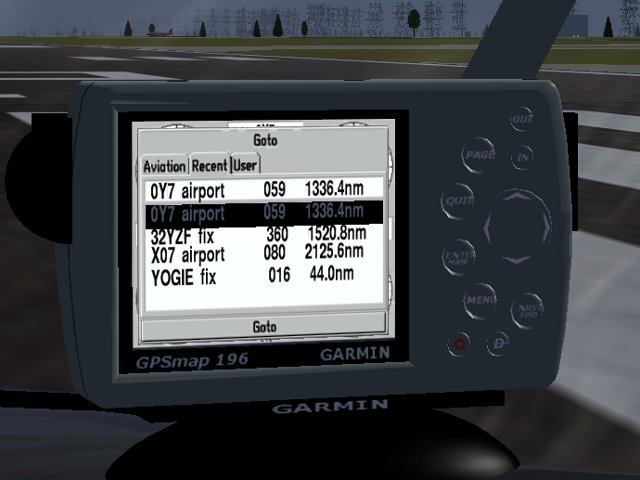 Goto
Aviation Recent User
0Y7 airport 059 1336.4nm
0Y7 airport 059 1336.4nm
32YZF fix 360 1520.8nm
X07 airport 080 2125.6nm
YOGIE fix 016 44.0nm
Goto
GPSmap 196 GARMIN
GARMIN
OUT
PAGE IN
QUIT
ENTER
MARK
MENU NRST
FIND
D